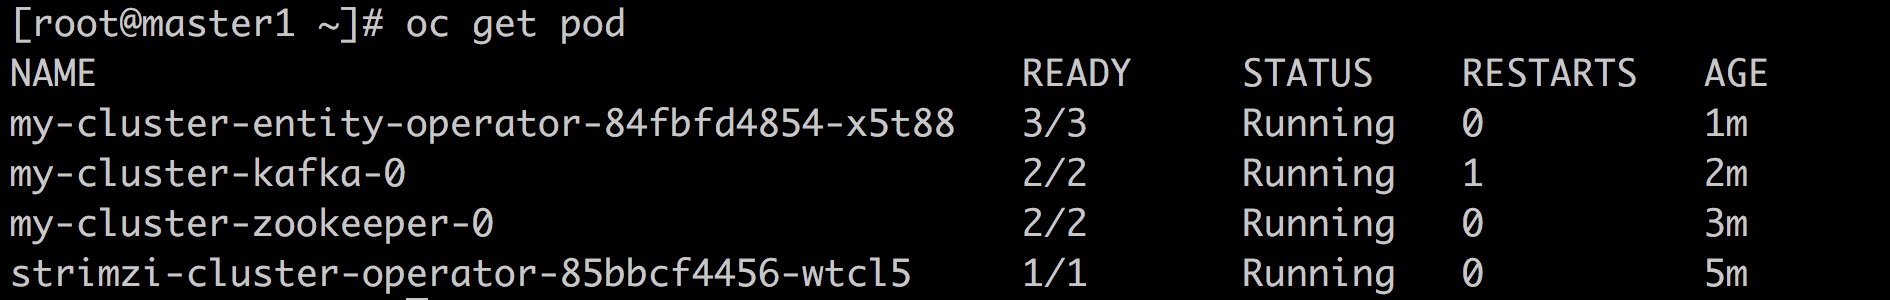 [root@master1 ~]# oc get pod
NAME READY STATUS RESTARTS AGE
my-cluster-entity-operator-84fbfd4854-x5t88 3/3 Running 0 1m
my-cluster-kafka-0 2/2 Running 1 2m
my-cluster-zookeeper-0 2/2 Running 0 3m
strimzi-cluster-operator-85bbcf4456-wtcl5 1/1 Running 0 5m